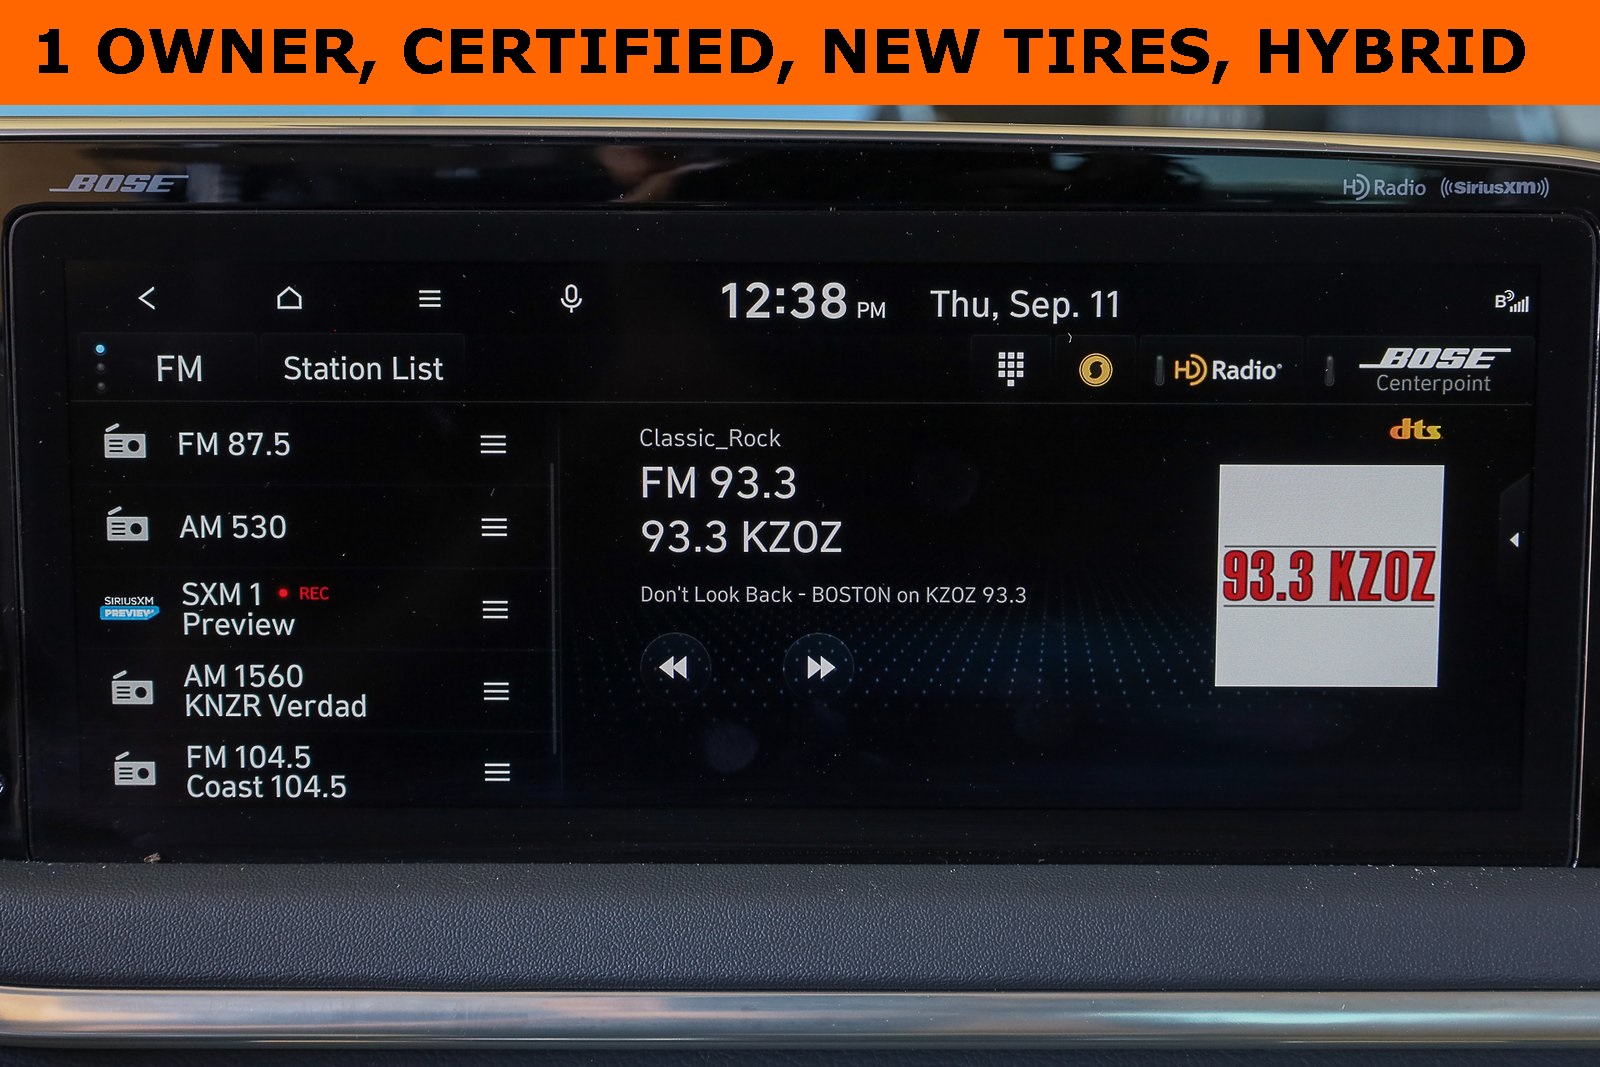 1 OWNER, CERTIFIED, NEW TIRES, HYBRID
BOSE
HD Radio ((SiriusXM))
12:38 PM Thu, Sep. 11
B
FM Station List
HD Radio
BOSE
Centerpoint
FM 87.5
AM 530
SIRIUSXM
PREVIEW
SXM 1 • REC
Preview
AM 1560
KNZR Verdad
FM 104.5
Coast 104.5
Classic_Rock
FM 93.3
93.3 KZOZ
Don't Look Back - BOSTON on KZOZ 93.3
dts
93.3 KZOZ